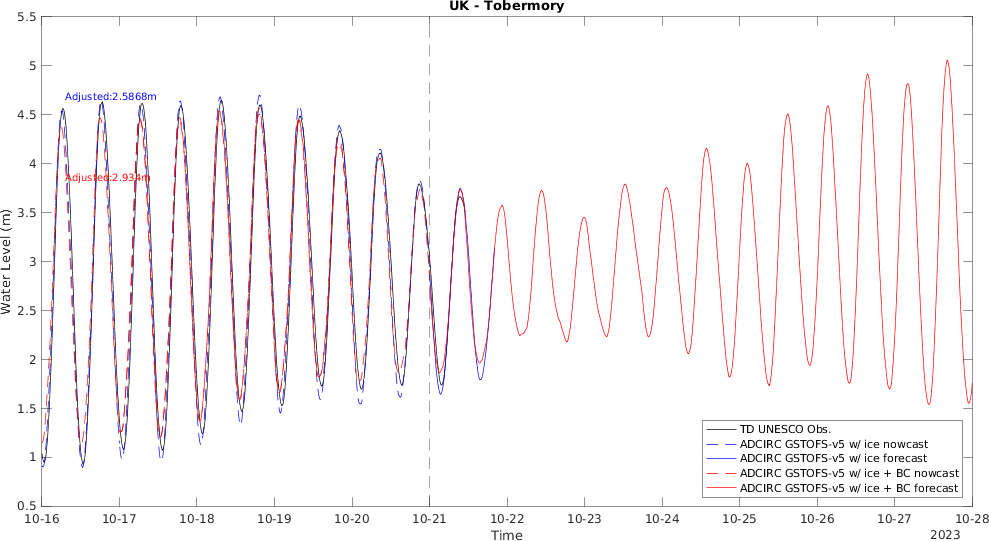 UK - Tobermory
5.5
5
4.5
4
3.5
3
2.5
2
1.5
1
0.5
Water Level (m)
Adjusted:2.5868m
Adjusted:2.934m
TD UNESCO Obs.
ADCIRC GSTOFS-v5 w/ ice nowcast
ADCIRC GSTOFS-v5 w/ ice forecast
ADCIRC GSTOFS-v5 w/ ice + BC nowcast
ADCIRC GSTOFS-v5 w/ ice + BC forecast
10-16 10-17 10-18 10-19 10-20 10-21 10-22 10-23 10-24 10-25 10-26 10-27 10-28
Time
2023